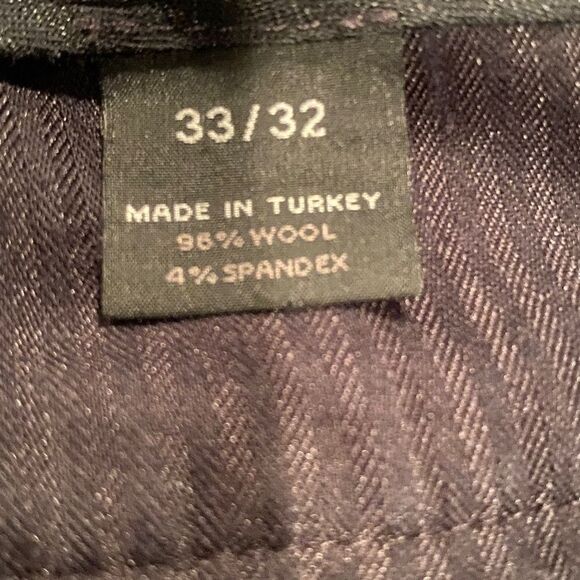 33/32
MADE IN TURKEY
96% WOOL
4% SPANDEX